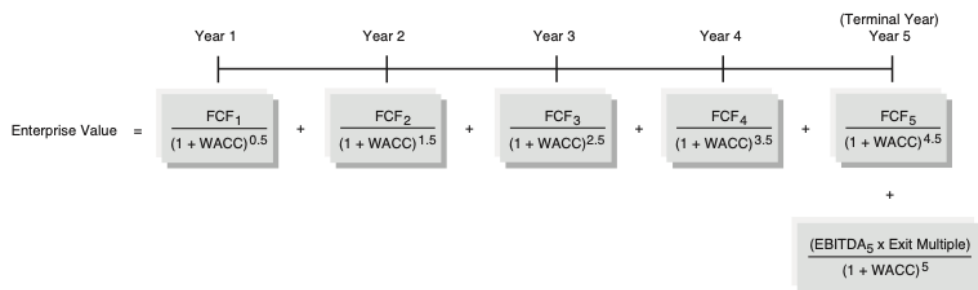 (Terminal Year)
Year 1 Year 2 Year 3 Year 4 Year 5
Enterprise Value = FCF₁ / (1 + WACC)^0.5 + FCF₂ / (1 + WACC)^1.5 + FCF₃ / (1 + WACC)^2.5 + FCF₄ / (1 + WACC)^3.5 + FCF₅ / (1 + WACC)^4.5
+
(EBITDA₅ x Exit Multiple)
(1 + WACC)^5